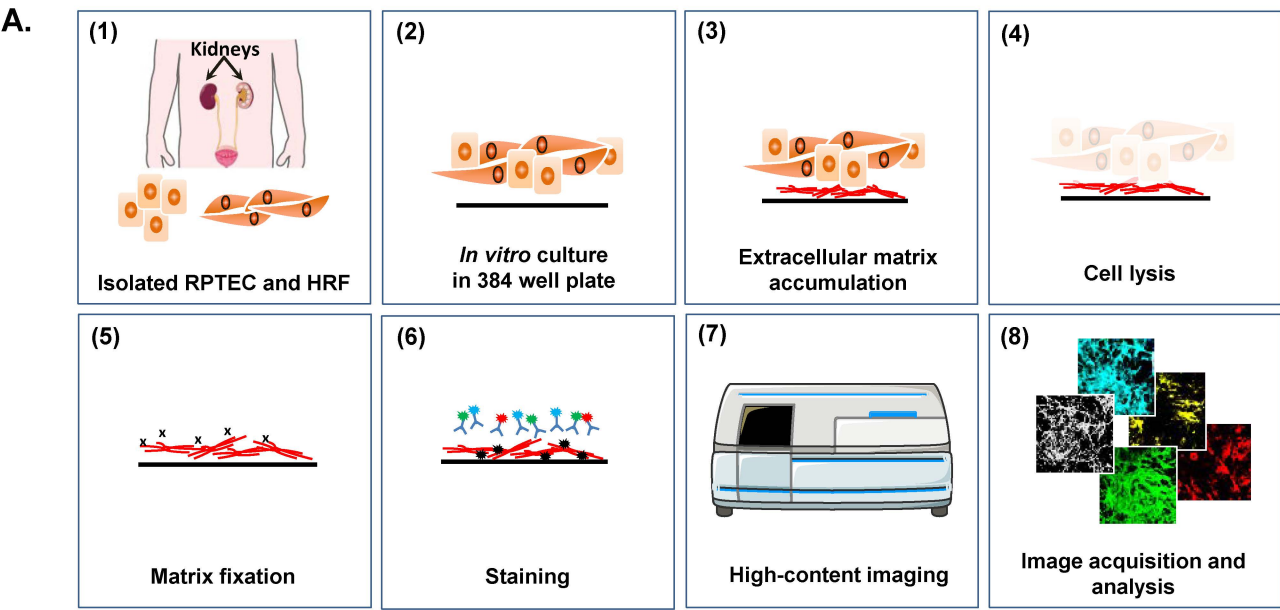 A.
(1)
Kidneys
Isolated RPTEC and HRF
(2)
In vitro culture
in 384 well plate
(3)
Extracellular matrix
accumulation
(4)
Cell lysis
(5)
x x x x x
Matrix fixation
(6)
Staining
(7)
High-content imaging
(8)
Image acquisition and
analysis